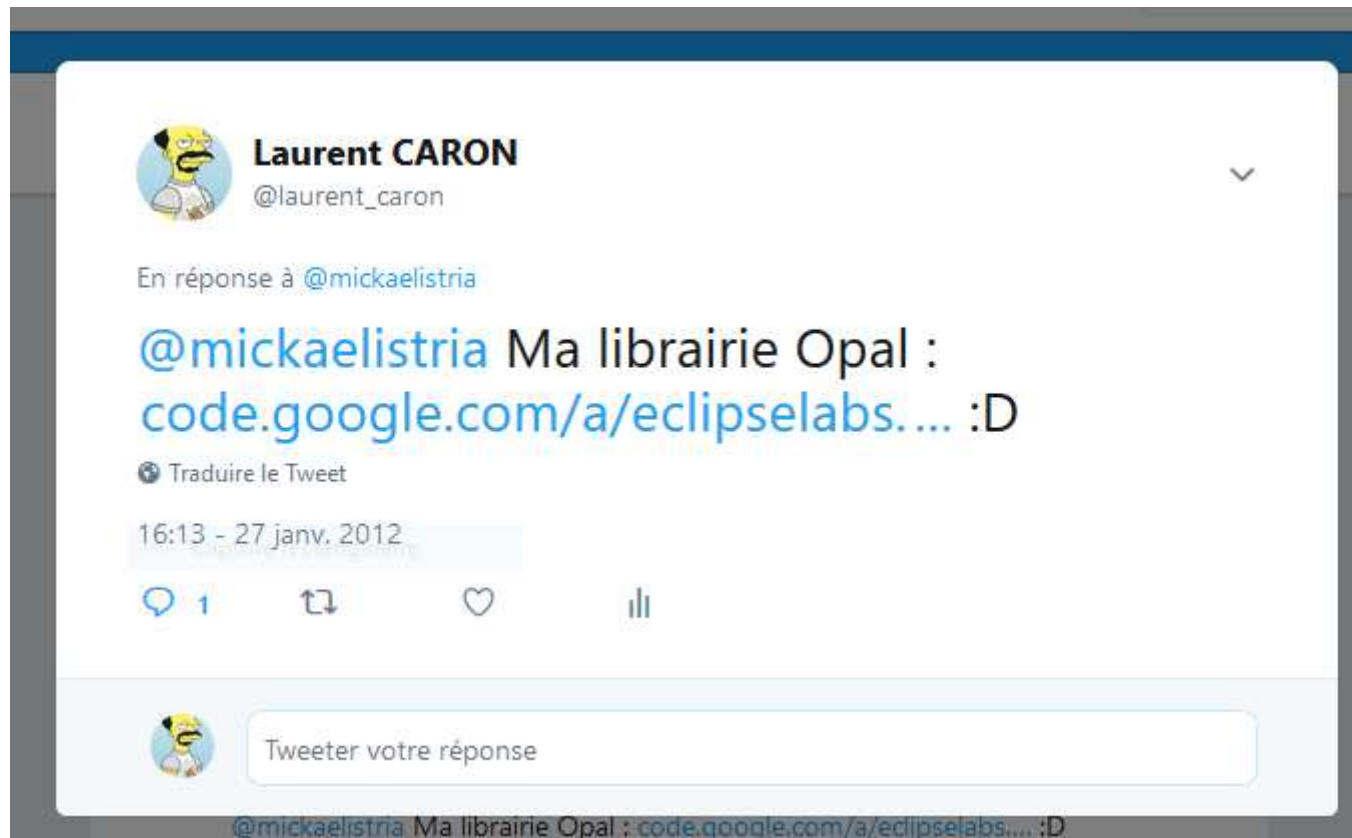 Laurent CARON
@laurent_caron
En réponse à @mickaelistria
@mickaelistria Ma librairie Opal :
code.google.com/a/eclipselabs.... :D
Traduire le Tweet
16:13 - 27 janv. 2012
1
Tweeter votre réponse
@mickaelistria Ma librairie Opal : code.google.com/a/eclipselabs.... :D